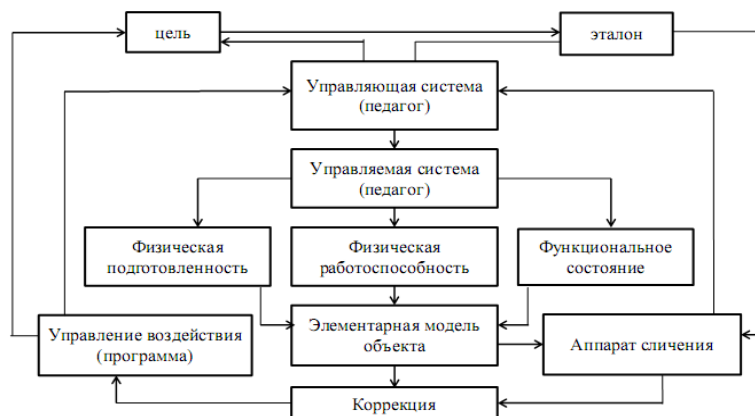 цель
эталон
Управляющая система
(педагог)
Управляемая система
(педагог)
Физическая
подготовленность
Физическая
работоспособность
Функциональное
состояние
Управление воздействия
(программа)
Элементарная модель
объекта
Аппарат сличения
Коррекция